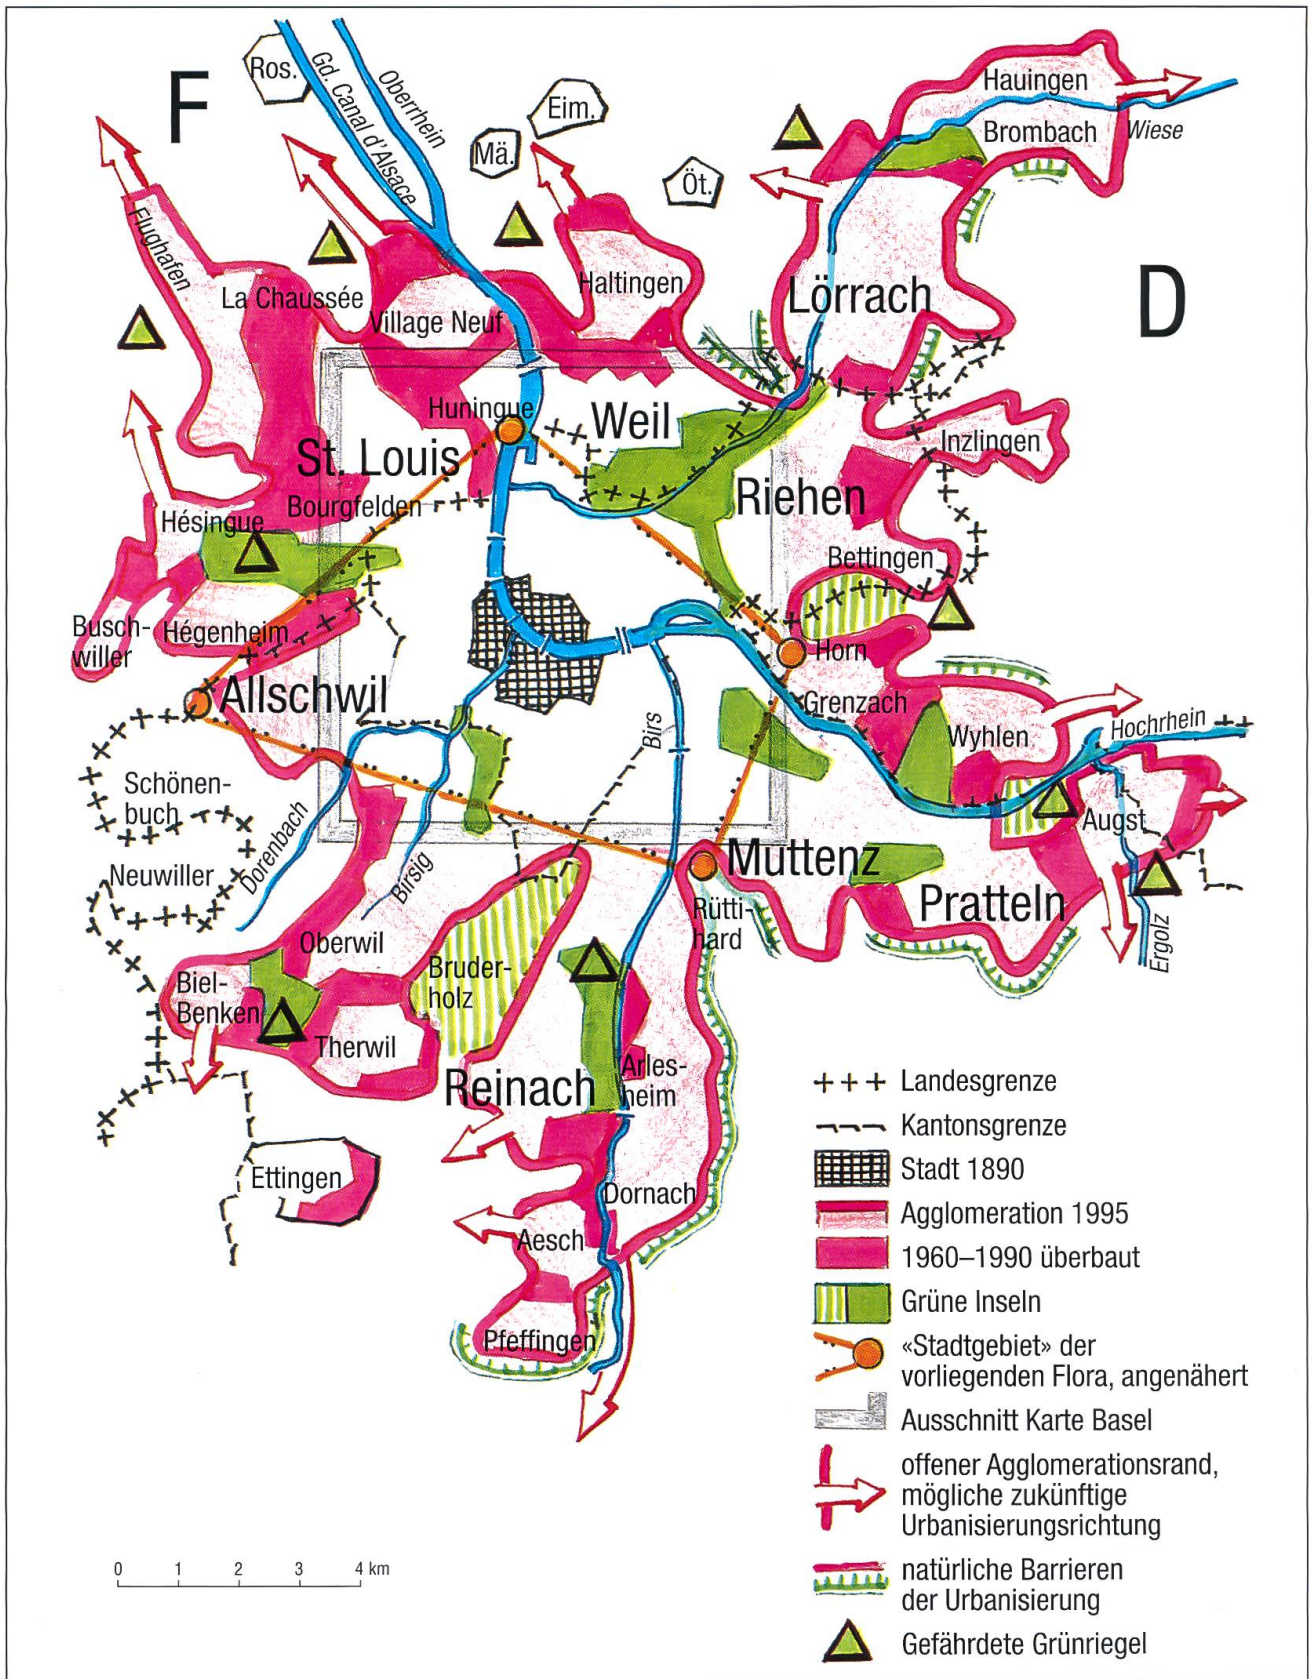 F
Ros.
Gd. Canal d'Alsace
Oberrhein
Eim.
Mä.
Öt.
Hauingen
Brombach
Wiese
Flughafen
La Chaussée
Village Neuf
Haltingen
Lörrach
D
Huningue
Weil
St. Louis
Inzlingen
Bourgfelden
Riehen
Hésingue
Bettingen
Busch-
willer
Hégenheim
Horn
Allschwil
Grenzach
Wyhlen
Hochrhein
Birs
Schönen-
buch
Augst
Neuwiller
Dorenbach
Birsig
Muttenz
Pratteln
Rütti-
hard
Ergolz
Oberwil
Bruder-
holz
Biel-
Benken
Therwil
Reinach
Arles-
heim
Ettingen
Dornach
Aesch
Pfeffingen
Landesgrenze
Kantonsgrenze
Stadt 1890
Agglomeration 1995
1960–1990 überbaut
Grüne Inseln
«Stadtgebiet» der
vorliegenden Flora, angenähert
Ausschnitt Karte Basel
offener Agglomerationsrand,
mögliche zukünftige
Urbanisierungsrichtung
natürliche Barrieren
der Urbanisierung
Gefährdete Grünriegel
0 1 2 3 4 km